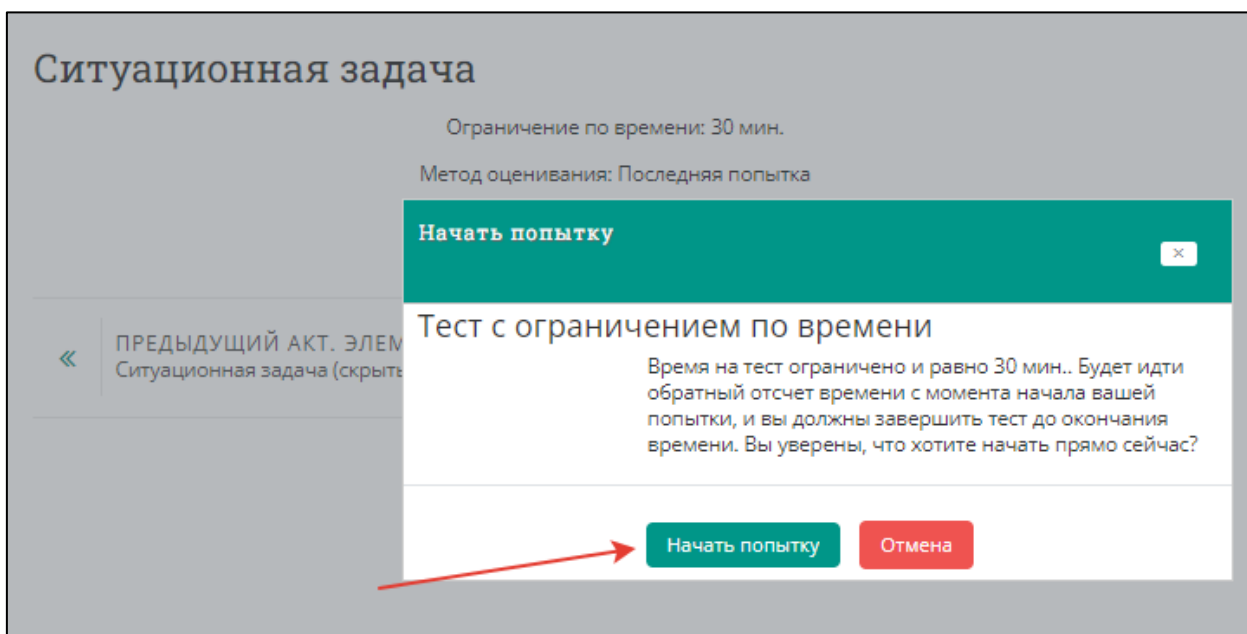 Ситуационная задача
Ограничение по времени: 30 мин.
Метод оценивания: Последняя попытка
Начать попытку
×
Тест с ограничением по времени
Время на тест ограничено и равно 30 мин.. Будет идти
обратный отсчет времени с момента начала вашей
попытки, и вы должны завершить тест до окончания
времени. Вы уверены, что хотите начать прямо сейчас?
« ПРЕДЫДУЩИЙ АКТ. ЭЛЕМ
Ситуационная задача (скрыть
Начать попытку Отмена